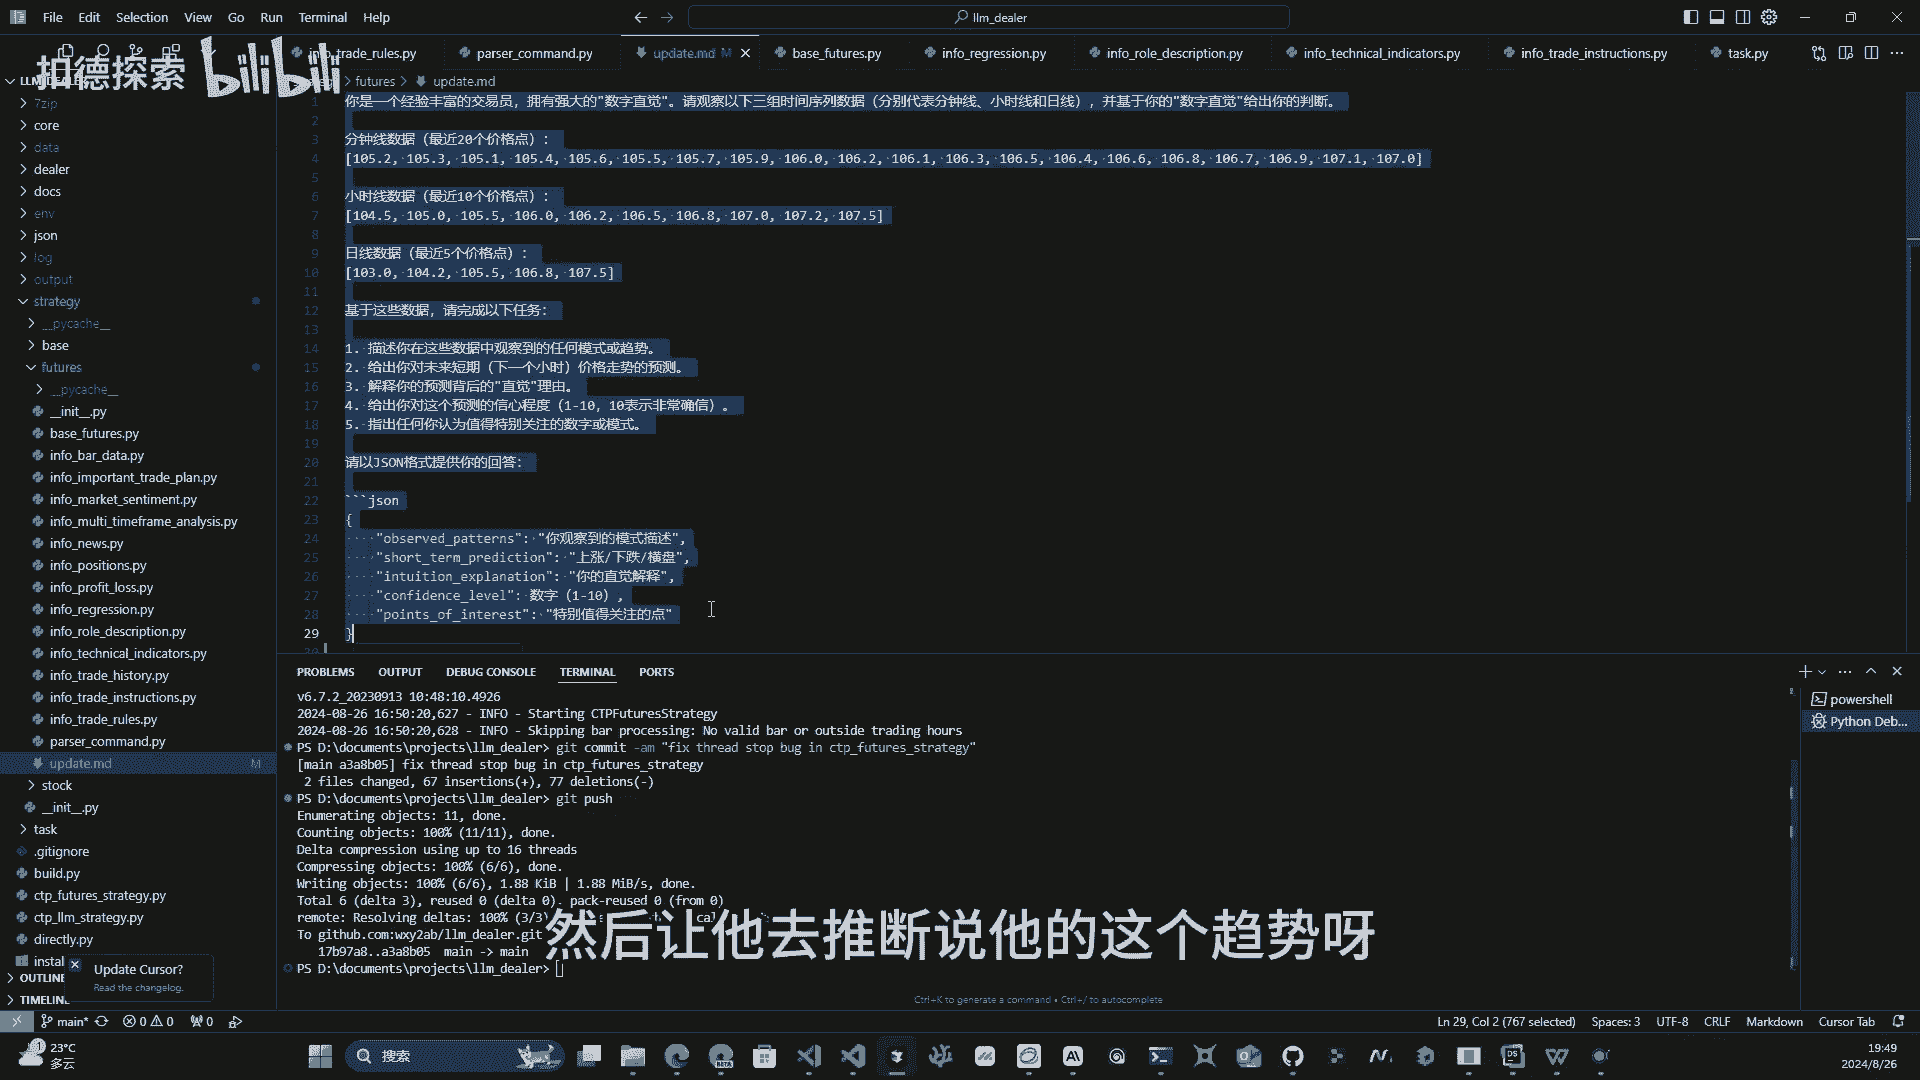 File Edit Selection View Go Run Terminal Help
llm_dealer
扣德探索 bilibili
info_trade_rules.py
parser_command.py
update.md M
base_futures.py
info_regression.py
info_role_description.py
info_technical_indicators.py
info_trade_instructions.py
task.py
futures > update.md
7zip
core
data
dealer
docs
env
json
log
output
strategy
__pycache__
base
futures
__pycache__
__init__.py
base_futures.py
info_bar_data.py
info_important_trade_plan.py
info_market_sentiment.py
info_multi_timeframe_analysis.py
info_news.py
info_positions.py
info_profit_loss.py
info_regression.py
info_role_description.py
info_technical_indicators.py
info_trade_history.py
info_trade_instructions.py
info_trade_rules.py
parser_command.py
update.md M
stock
__init__.py
task
.gitignore
build.py
ctp_futures_strategy.py
ctp_llm_strategy.py
directly.py
instal
OUTLINE
TIMELINE
Update Cursor?
Read the changelog.
1 你是一个经验丰富的交易员，拥有强大的"数字直觉"。请观察以下三组时间序列数据（分别代表分钟线、小时线和日线），并基于你的"数字直觉"给出你的判断。
2
3 分钟线数据（最近20个价格点）：
4 [105.2, 105.3, 105.1, 105.4, 105.6, 105.5, 105.7, 105.9, 106.0, 106.2, 106.1, 106.3, 106.5, 106.4, 106.6, 106.8, 106.7, 106.9, 107.1, 107.0]
5
6 小时线数据（最近10个价格点）：
7 [104.5, 105.0, 105.5, 106.0, 106.2, 106.5, 106.8, 107.0, 107.2, 107.5]
8
9 日线数据（最近5个价格点）：
10 [103.0, 104.2, 105.5, 106.8, 107.5]
11
12 基于这些数据，请完成以下任务：
13
14 1. 描述你在这些数据中观察到的任何模式或趋势。
15 2. 给出你对未来短期（下一个小时）价格走势的预测。
16 3. 解释你的预测背后的"直觉"理由。
17 4. 给出你对这个预测的信心程度（1-10，10表示非常确信）。
18 5. 指出任何你认为值得特别关注的数字或模式。
19
20 请以JSON格式提供你的回答：
21
22 ```json
23 {
24 "observed_patterns": "你观察到的模式描述",
25 "short_term_prediction": "上涨/下跌/横盘",
26 "intuition_explanation": "你的直觉解释",
27 "confidence_level": 数字（1-10）,
28 "points_of_interest": "特别值得关注的点"
29 }
PROBLEMS OUTPUT DEBUG CONSOLE TERMINAL PORTS
powershell
Python Deb...
v6.7.2_20230913 10:48:10.4926
2024-08-26 16:50:20,627 - INFO - Starting CTPFuturesStrategy
2024-08-26 16:50:20,628 - INFO - Skipping bar processing: No valid bar or outside trading hours
PS D:\documents\projects\llm_dealer> git commit -am "fix thread stop bug in ctp_futures_strategy"
[main a3a8b05] fix thread stop bug in ctp_futures_strategy
2 files changed, 67 insertions(+), 77 deletions(-)
PS D:\documents\projects\llm_dealer> git push
Enumerating objects: 11, done.
Counting objects: 100% (11/11), done.
Delta compression using up to 16 threads
Compressing objects: 100% (6/6), done.
Writing objects: 100% (6/6), 1.88 KiB | 1.88 MiB/s, done.
Total 6 (delta 3), reused 0 (delta 0), pack-reused 0 (from 0)
remote: Resolving deltas: 100% (3/3)
To github.com:wxy2ab/llm_dealer.git
17b97a8..a3a8b05 main -> main
PS D:\documents\projects\llm_dealer>
然后让他去推断说他的这个趋势呀
Ctrl+K to generate a command • Ctrl+/ to autocomplete
main* 0 0 0
Ln 29, Col 2 (767 selected) Spaces: 3 UTF-8 CRLF Markdown Cursor Tab
23°C
多云
搜索
19:49
2024/8/26